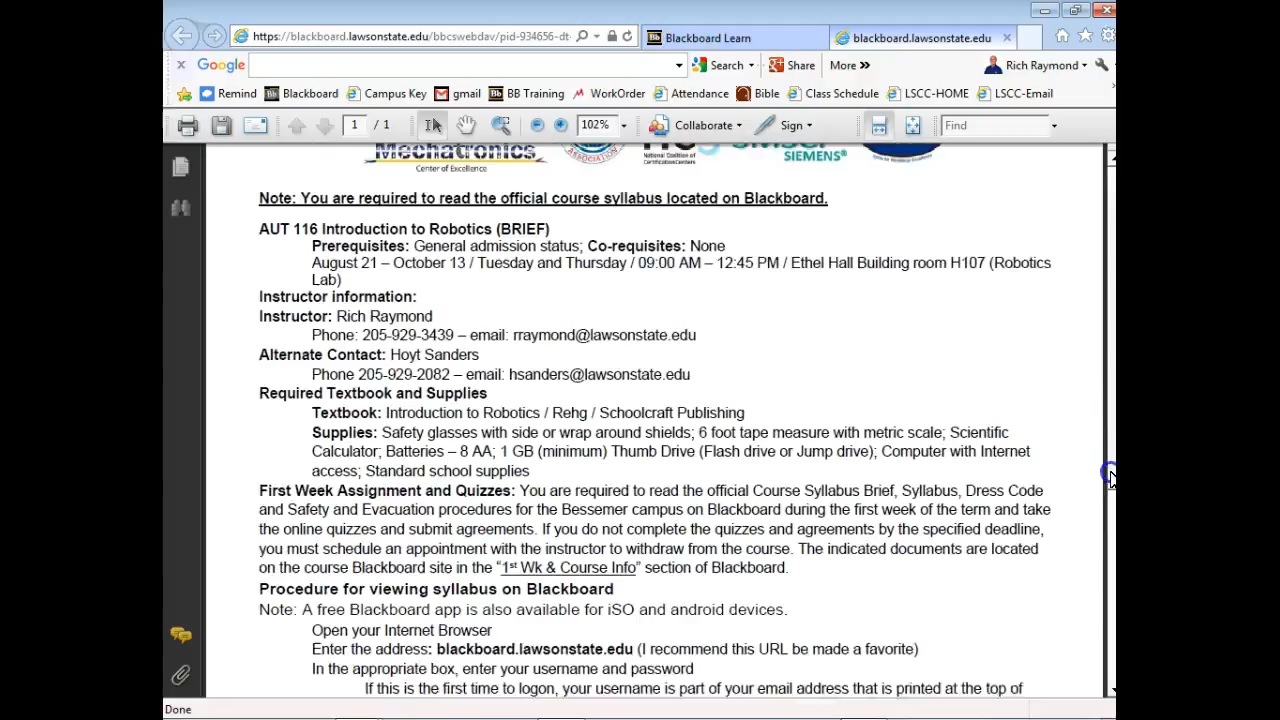 https://blackboard.lawsonstate.edu/bbcswebdav/pid-934656-dt
Blackboard Learn
blackboard.lawsonstate.edu
Google
Search
Share
More »
Rich Raymond
Remind
Blackboard
Campus Key
gmail
BB Training
WorkOrder
Attendance
Bible
Class Schedule
LSCC-HOME
LSCC-Email
1 / 1
102%
Collaborate
Sign
Find
Mechatronics
Center of Excellence
ASSOCIATION
National Coalition of
Certification Centers
SIEMENS
Note: You are required to read the official course syllabus located on Blackboard.
AUT 116 Introduction to Robotics (BRIEF)
Prerequisites: General admission status; Co-requisites: None
August 21 – October 13 / Tuesday and Thursday / 09:00 AM – 12:45 PM / Ethel Hall Building room H107 (Robotics
Lab)
Instructor information:
Instructor: Rich Raymond
Phone: 205-929-3439 – email: rraymond@lawsonstate.edu
Alternate Contact: Hoyt Sanders
Phone 205-929-2082 – email: hsanders@lawsonstate.edu
Required Textbook and Supplies
Textbook: Introduction to Robotics / Rehg / Schoolcraft Publishing
Supplies: Safety glasses with side or wrap around shields; 6 foot tape measure with metric scale; Scientific
Calculator; Batteries – 8 AA; 1 GB (minimum) Thumb Drive (Flash drive or Jump drive); Computer with Internet
access; Standard school supplies
First Week Assignment and Quizzes: You are required to read the official Course Syllabus Brief, Syllabus, Dress Code
and Safety and Evacuation procedures for the Bessemer campus on Blackboard during the first week of the term and take
the online quizzes and submit agreements. If you do not complete the quizzes and agreements by the specified deadline,
you must schedule an appointment with the instructor to withdraw from the course. The indicated documents are located
on the course Blackboard site in the “1st Wk & Course Info” section of Blackboard.
Procedure for viewing syllabus on Blackboard
Note: A free Blackboard app is also available for iSO and android devices.
Open your Internet Browser
Enter the address: blackboard.lawsonstate.edu (I recommend this URL be made a favorite)
In the appropriate box, enter your username and password
If this is the first time to logon, your username is part of your email address that is printed at the top of
Done